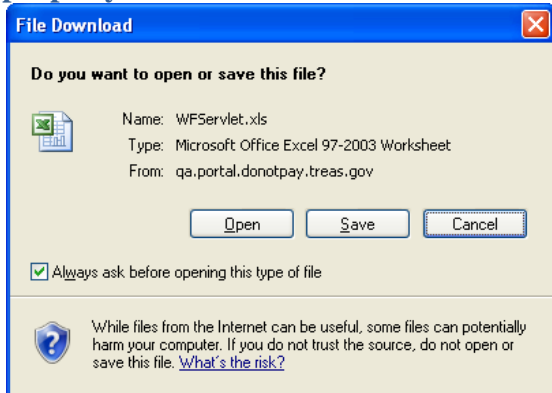 File Download
Do you want to open or save this file?
Name: WFServlet.xls
Type: Microsoft Office Excel 97-2003 Worksheet
From: qa.portal.donotpay.treas.gov
Open Save Cancel
Always ask before opening this type of file
While files from the Internet can be useful, some files can potentially
harm your computer. If you do not trust the source, do not open or
save this file. What's the risk?